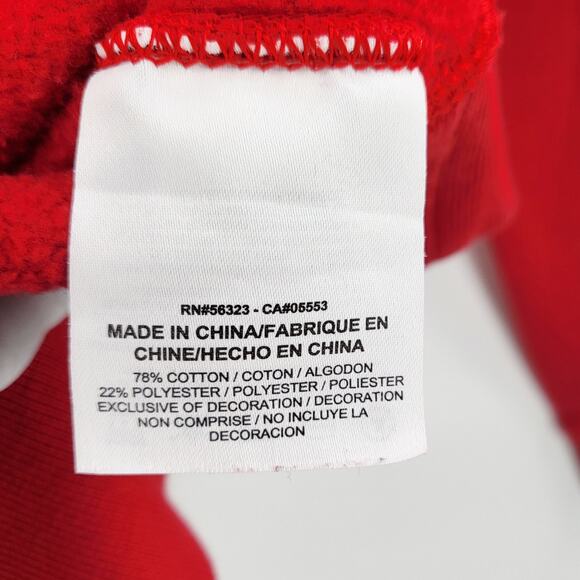 RN#56323 - CA#05553
MADE IN CHINA/FABRIQUE EN
CHINE/HECHO EN CHINA
78% COTTON / COTON / ALGODON
22% POLYESTER / POLYESTER / POLIESTER
EXCLUSIVE OF DECORATION / DECORATION
NON COMPRISE / NO INCLUYE LA
DECORACION